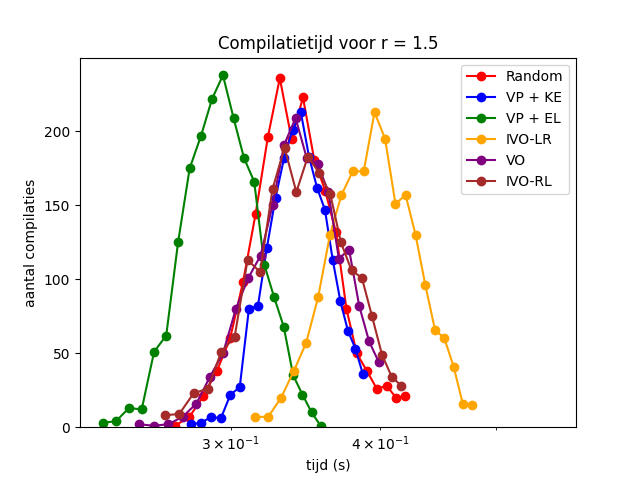 Compilatietijd voor r = 1.5
Random
VP + KE
VP + EL
IVO-LR
VO
IVO-RL
aantal compilaties
200
150
100
50
0
3 × 10⁻¹
4 × 10⁻¹
tijd (s)